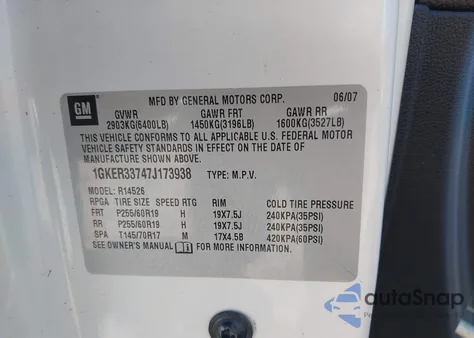 GM
MFD BY GENERAL MOTORS CORP. 06/07
GVWR GAWR FRT GAWR RR
2903KG(6400LB) 1450KG(3196LB) 1600KG(3527LB)
THIS VEHICLE CONFORMS TO ALL APPLICABLE U.S. FEDERAL MOTOR
VEHICLE SAFETY STANDARDS IN EFFECT ON THE DATE OF
MANUFACTURE SHOWN ABOVE.
1GKER33747J173938 TYPE: M.P.V.
MODEL: R14526
RPGA TIRE SIZE SPEED RTG RIM COLD TIRE PRESSURE
FRT P255/60R19 H 19X7.5J 240KPA(35PSI)
RR P255/60R19 H 19X7.5J 240KPA(35PSI)
SPA T145/70R17 M 17X4.5B 420KPA(60PSI)
SEE OWNER'S MANUAL FOR MORE INFORMATION
autoSnap